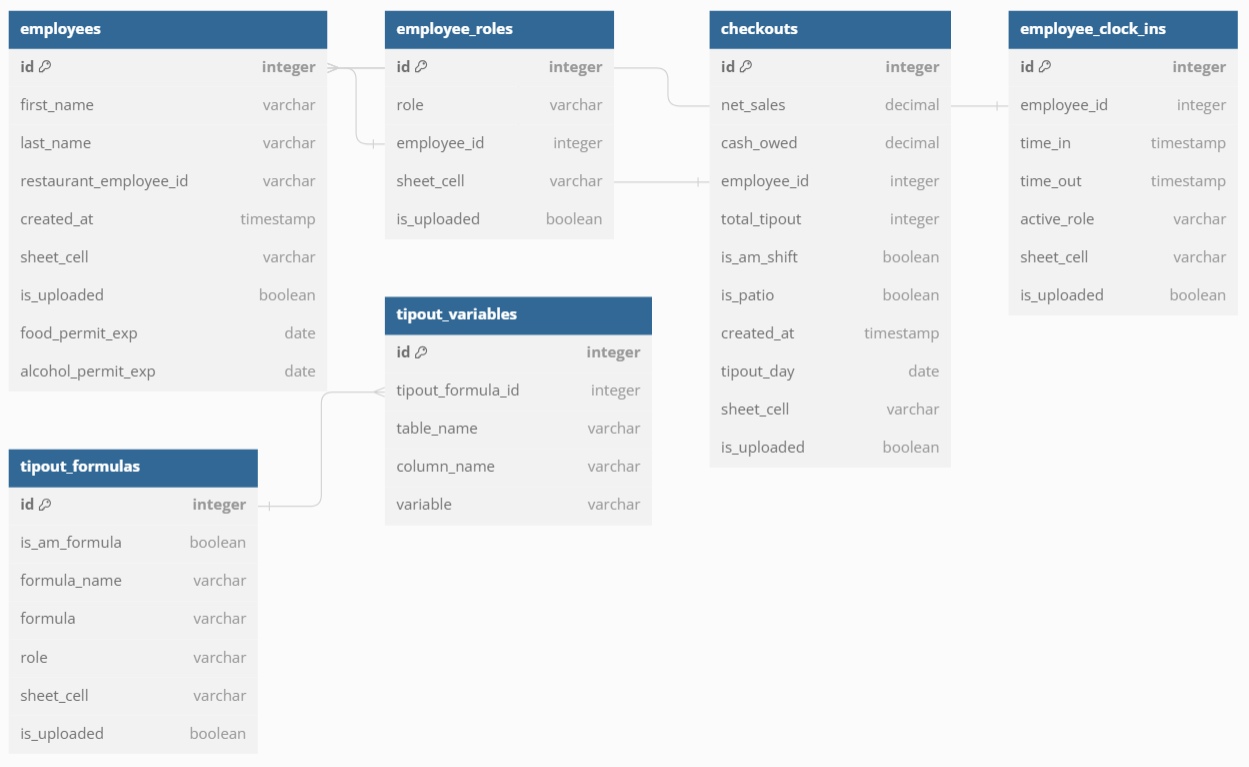 employees
id integer
first_name varchar
last_name varchar
restaurant_employee_id varchar
created_at timestamp
sheet_cell varchar
is_uploaded boolean
food_permit_exp date
alcohol_permit_exp date
employee_roles
id integer
role varchar
employee_id integer
sheet_cell varchar
is_uploaded boolean
checkouts
id integer
net_sales decimal
cash_owed decimal
employee_id integer
total_tipout integer
is_am_shift boolean
is_patio boolean
created_at timestamp
tipout_day date
sheet_cell varchar
is_uploaded boolean
employee_clock_ins
id integer
employee_id integer
time_in timestamp
time_out timestamp
active_role varchar
sheet_cell varchar
is_uploaded boolean
tipout_variables
id integer
tipout_formula_id integer
table_name varchar
column_name varchar
variable varchar
tipout_formulas
id integer
is_am_formula boolean
formula_name varchar
formula varchar
role varchar
sheet_cell varchar
is_uploaded boolean